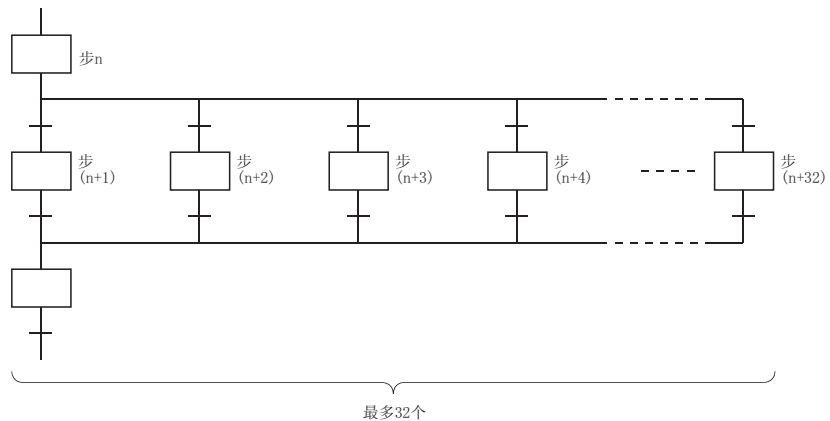 步n
步
(n+1)
步
(n+2)
步
(n+3)
步
(n+4)
步
(n+32)
最多32个